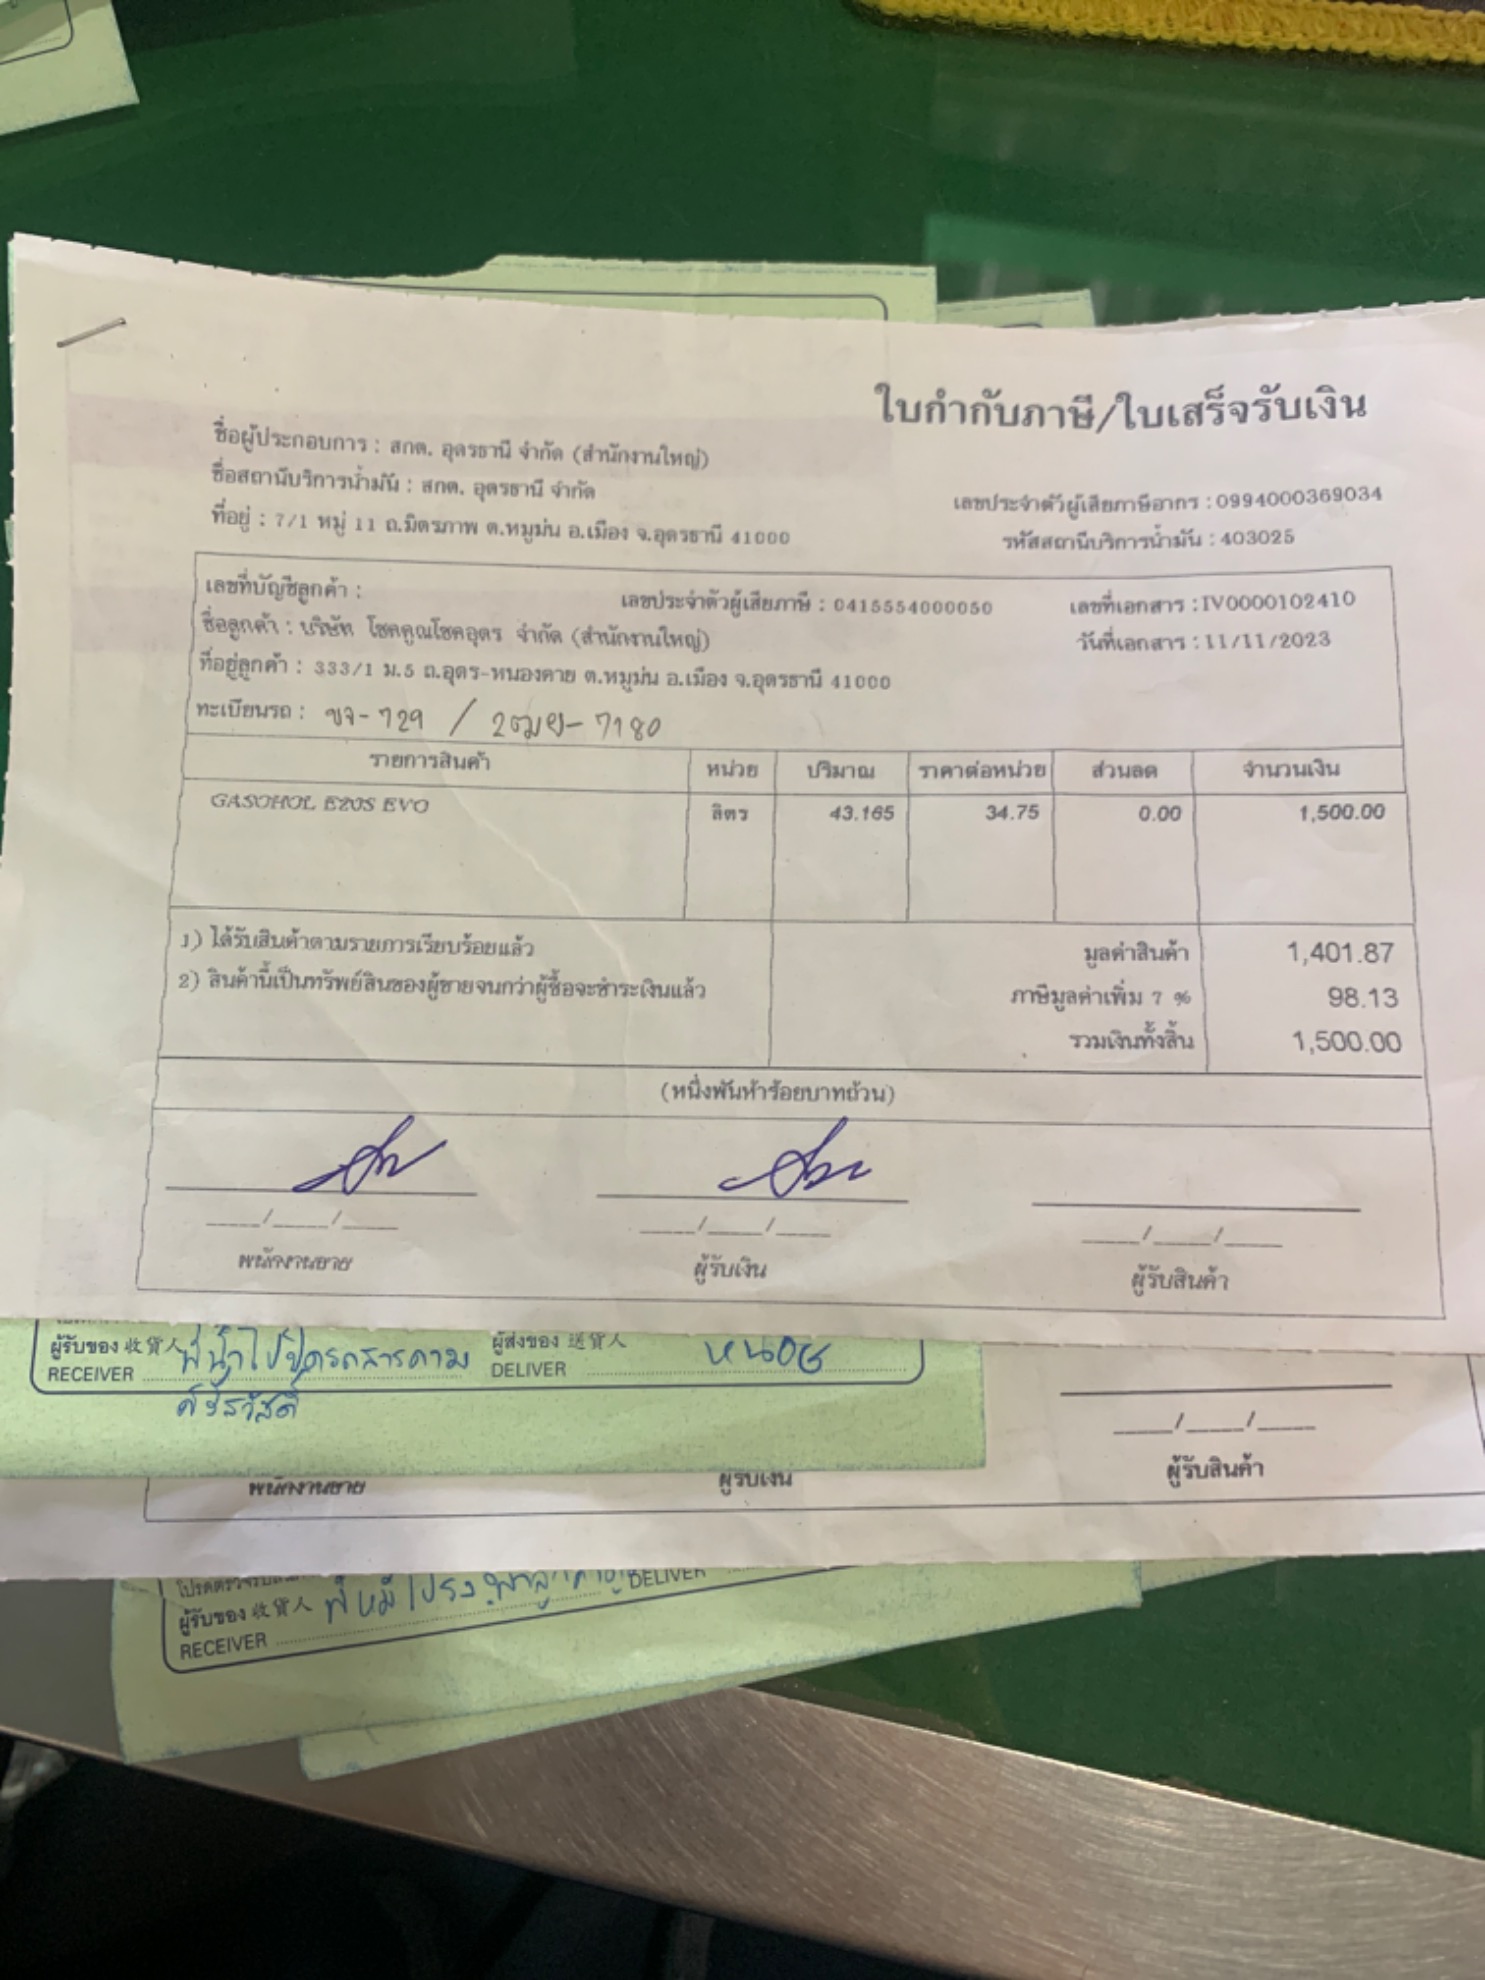 ใบกำกับภาษี/ใบเสร็จรับเงิน
ชื่อผู้ประกอบการ : สกต. อุดรธานี จำกัด (สำนักงานใหญ่)
ชื่อสถานีบริการน้ำมัน : สกต. อุดรธานี จำกัด
ที่อยู่ : 7/1 หมู่ 11 ถ.มิตรภาพ ต.หมูม่น อ.เมือง จ.อุดรธานี 41000
เลขประจำตัวผู้เสียภาษีอากร : 0994000369034
รหัสสถานีบริการน้ำมัน : 403025
เลขที่บัญชีลูกค้า : เลขประจำตัวผู้เสียภาษี : 0415554000050 เลขที่เอกสาร : IV0000102410
ชื่อลูกค้า : บริษัท โชคคูณโชคอุดร จำกัด (สำนักงานใหญ่) วันที่เอกสาร : 11/11/2023
ที่อยู่ลูกค้า : 333/1 ม.5 ถ.อุดร-หนองคาย ต.หมูม่น อ.เมือง จ.อุดรธานี 41000
ทะเบียนรถ : ขจ-729 / 2ฒย-7180
รายการสินค้า หน่วย ปริมาณ ราคาต่อหน่วย ส่วนลด จำนวนเงิน
GASOHOL E20S EVO ลิตร 43.165 34.75 0.00 1,500.00
1) ได้รับสินค้าตามรายการเรียบร้อยแล้ว
2) สินค้านี้เป็นทรัพย์สินของผู้ขายจนกว่าผู้ซื้อจะชำระเงินแล้ว
มูลค่าสินค้า 1,401.87
ภาษีมูลค่าเพิ่ม 7 % 98.13
รวมเงินทั้งสิ้น 1,500.00
(หนึ่งพันห้าร้อยบาทถ้วน)
____/____/____ ____/____/____ ____/____/____
พนักงานขาย ผู้รับเงิน ผู้รับสินค้า
ผู้รับของ 收貨人 ผู้ส่งของ 送貨人
RECEIVER DELIVER หน่อย
____/____/____
พนักงานขาย ผู้รับเงิน ผู้รับสินค้า
ผู้รับของ 收貨人 DELIVER
RECEIVER